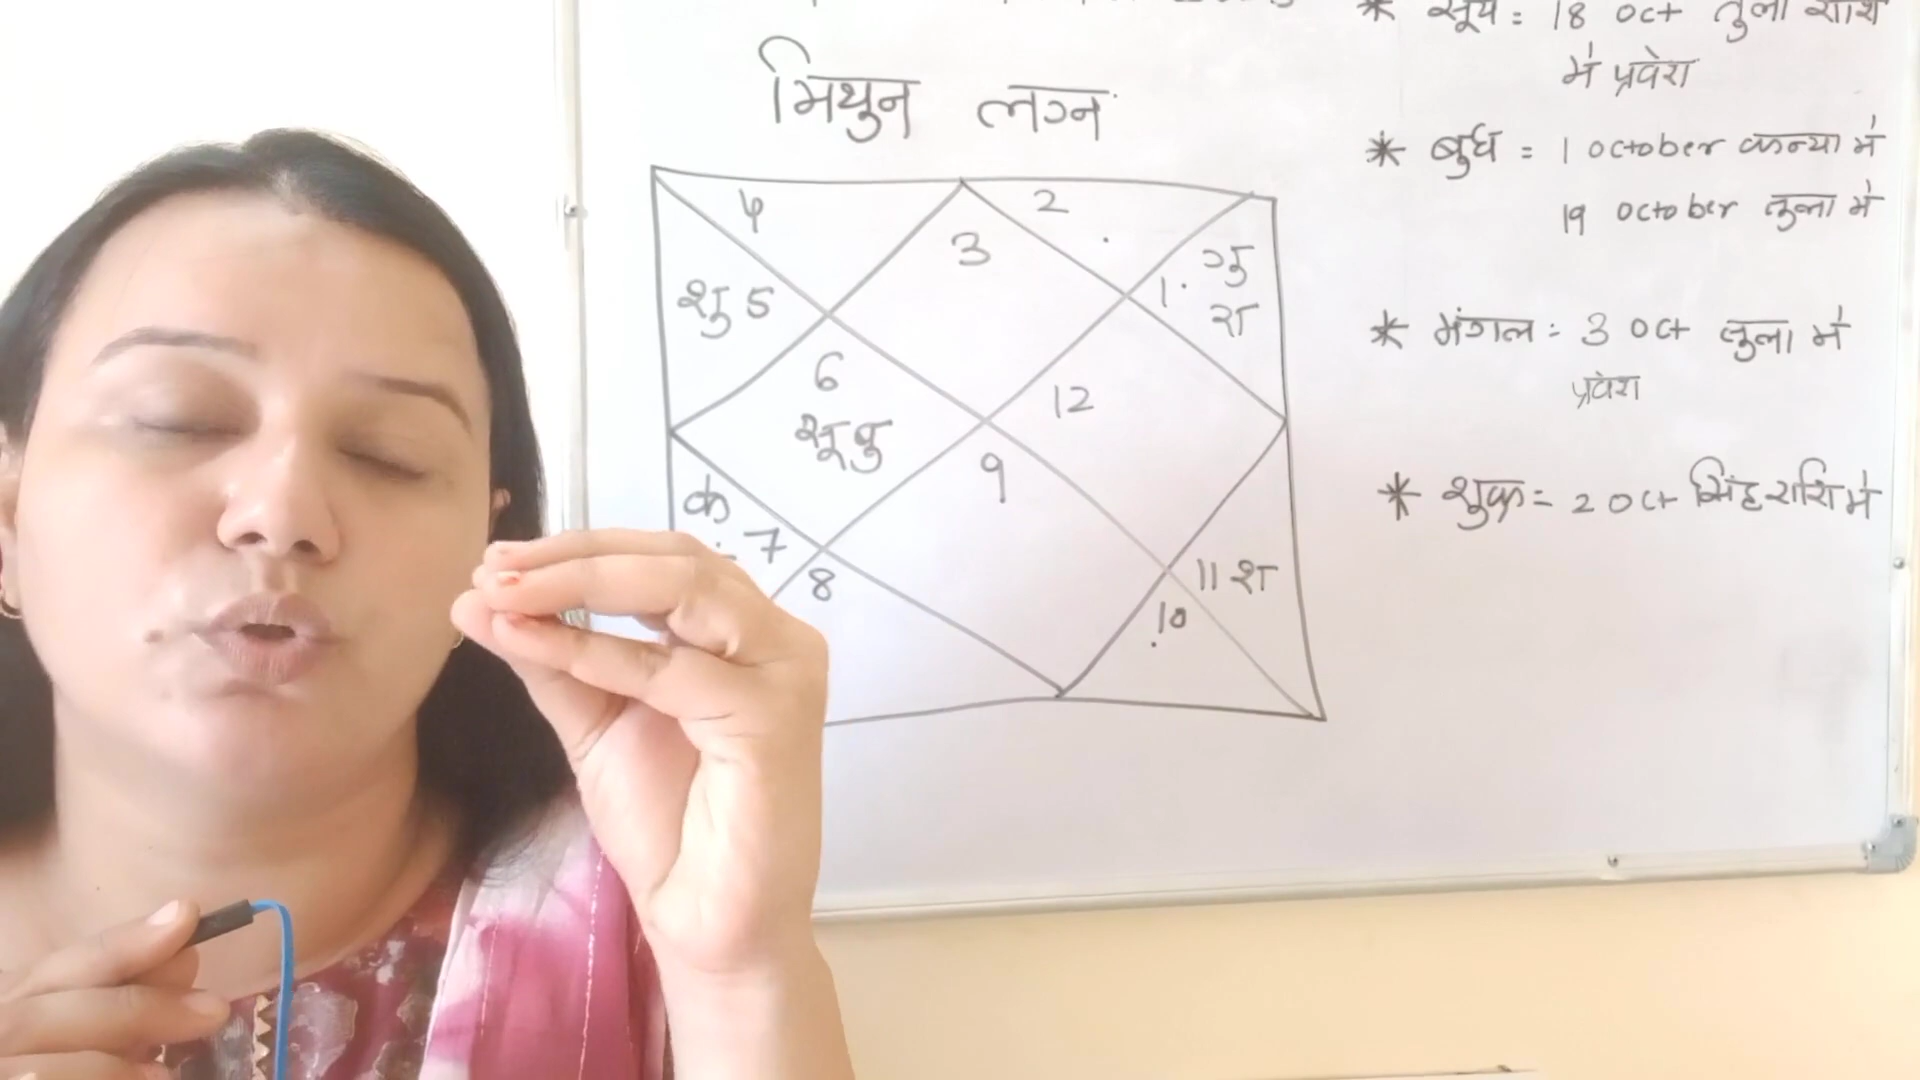 * सूर्य = 18 oct तुला राशि
में प्रवेश
मिथुन लग्न
* बुध = 1 october कन्या में
19 october तुला में
* मंगल = 3 oct तुला में
प्रवेश
* शुक्र = 2 oct सिंह राशि में
4
2
3
1
गु
रा
शु 5
6
सू बु
12
9
के
7
8
11 श
10